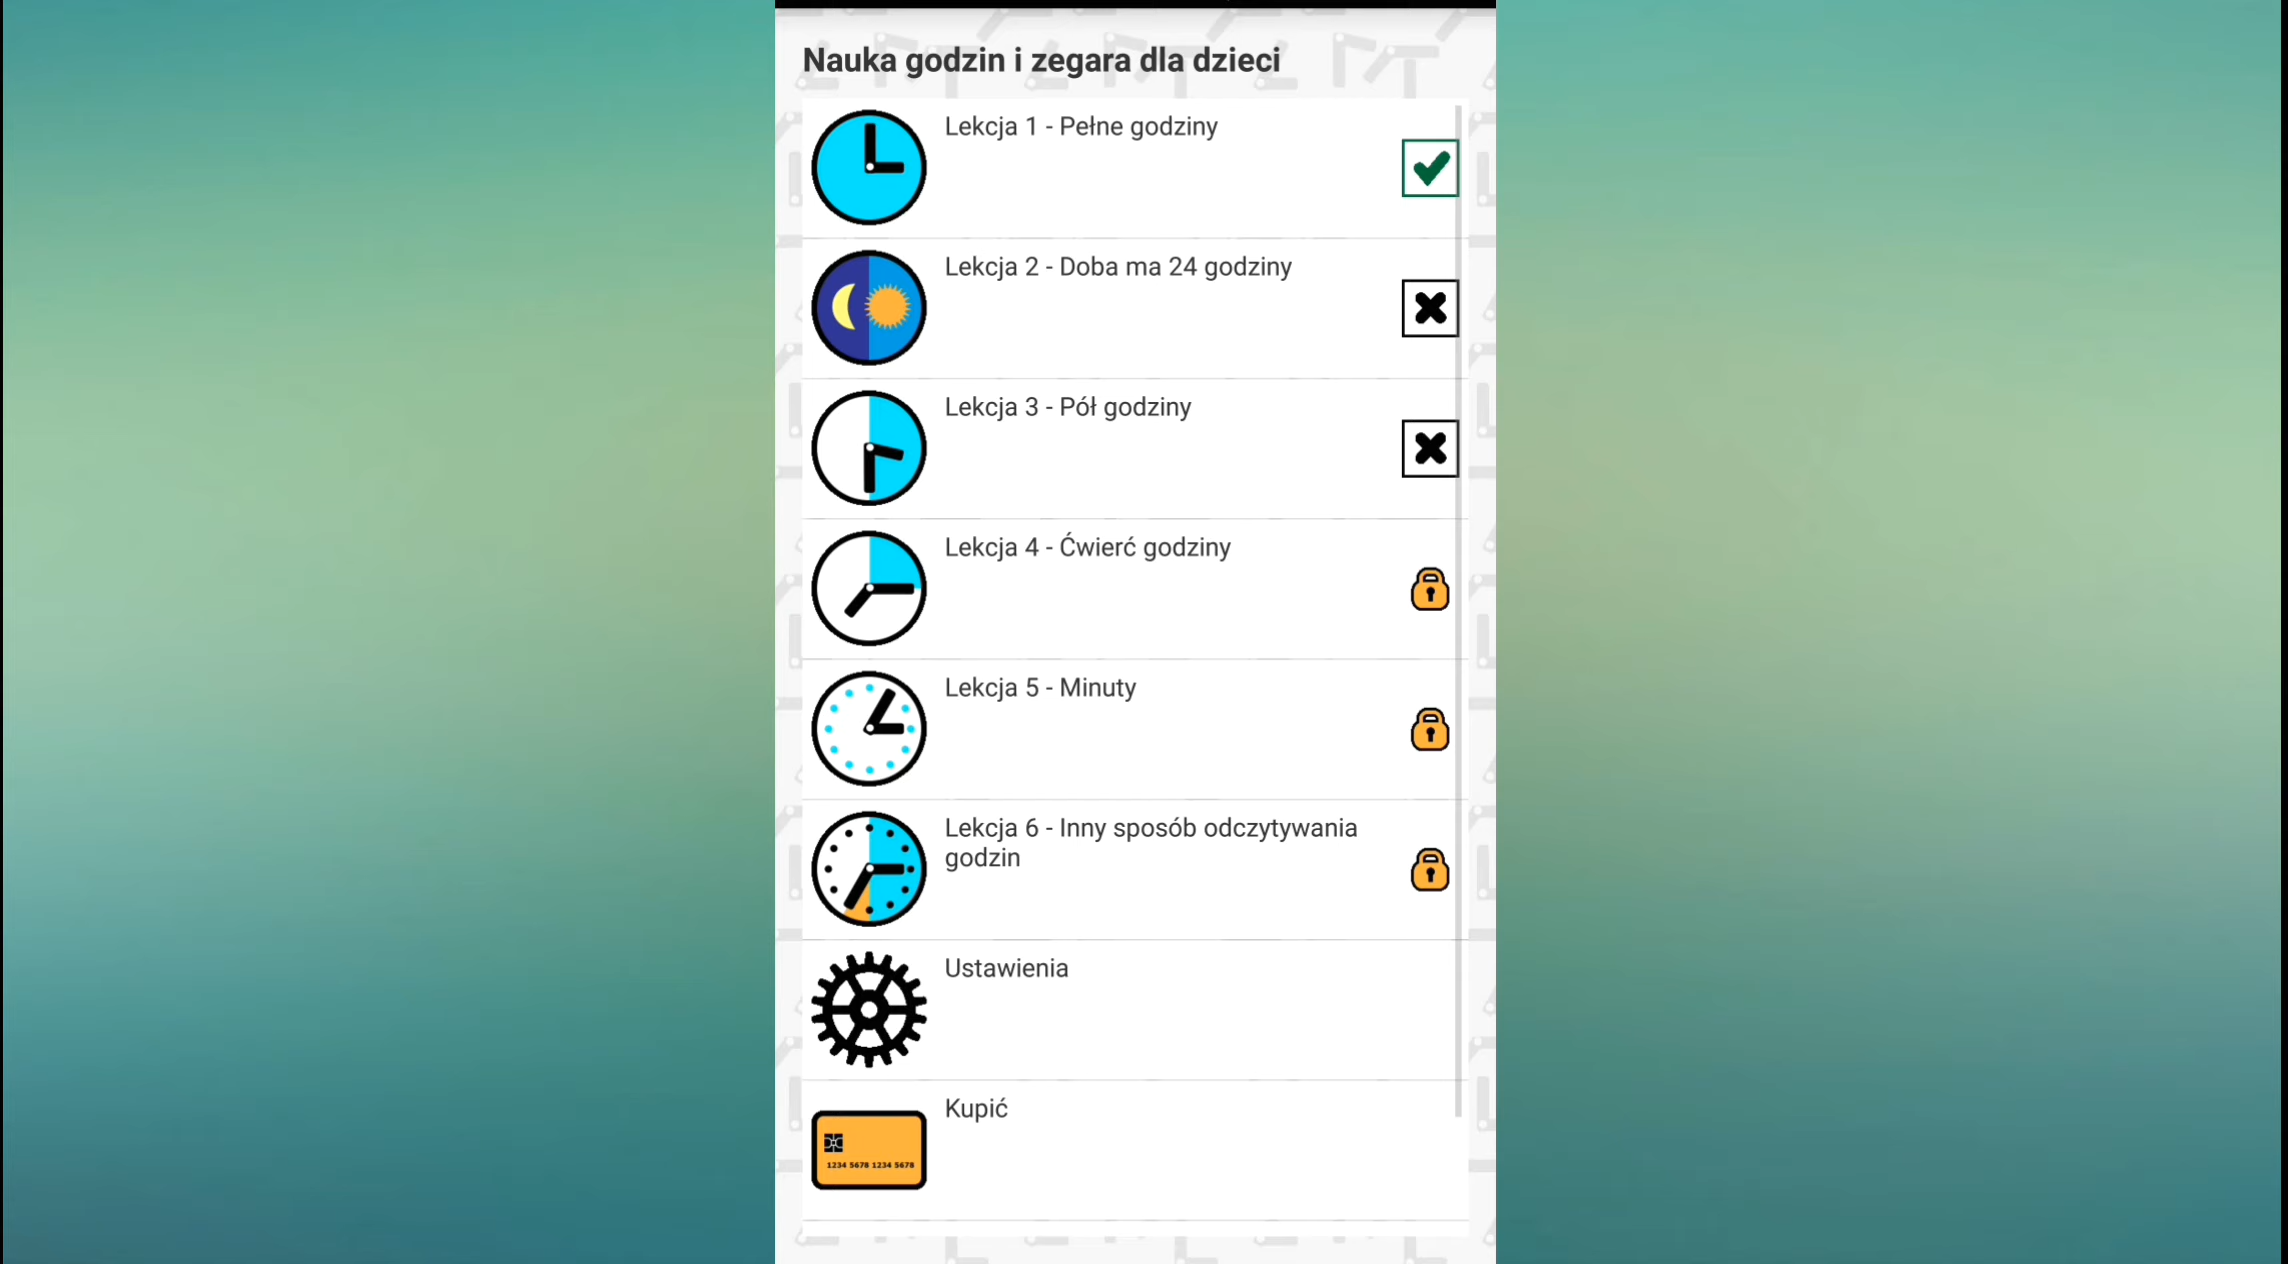 Nauka godzin i zegara dla dzieci
Lekcja 1 - Pełne godziny
Lekcja 2 - Doba ma 24 godziny
Lekcja 3 - Pół godziny
Lekcja 4 - Ćwierć godziny
Lekcja 5 - Minuty
Lekcja 6 - Inny sposób odczytywania
godzin
Ustawienia
Kupić
1234 5678 1234 5678